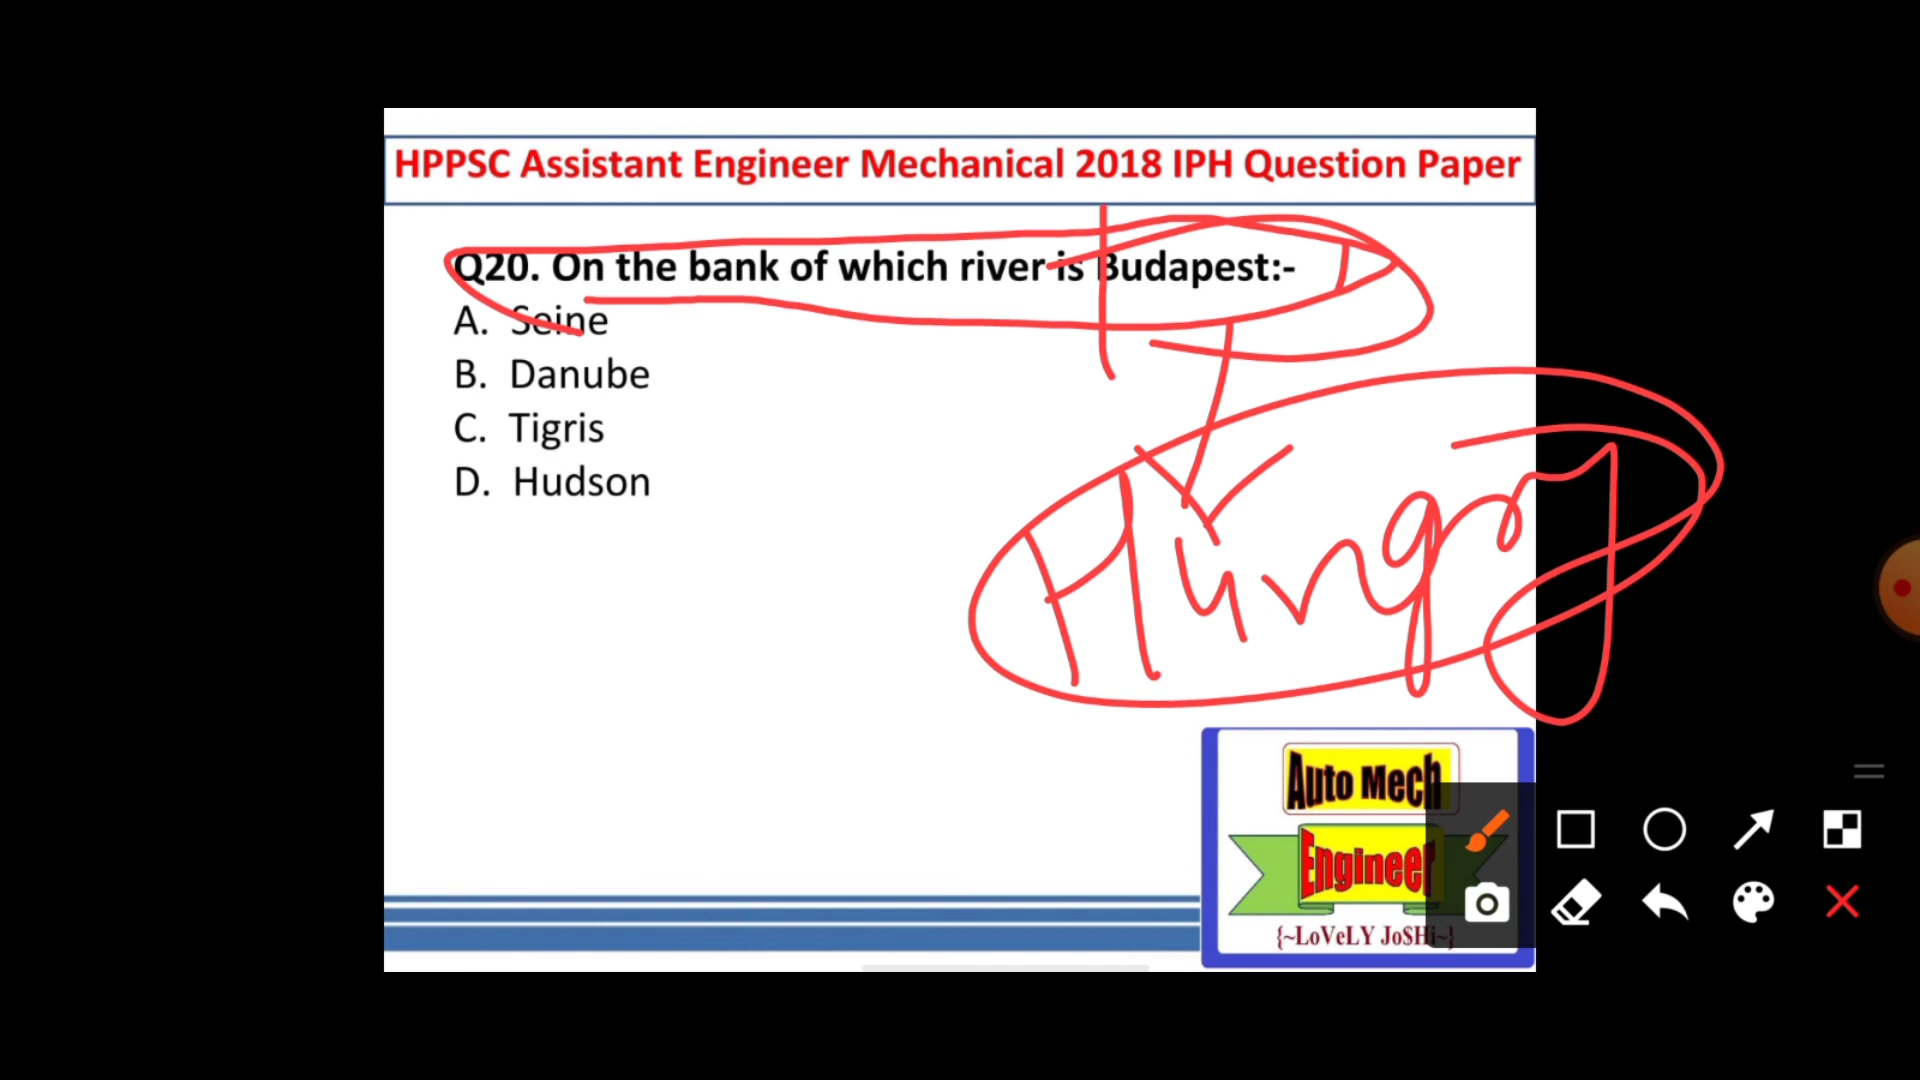 HPPSC Assistant Engineer Mechanical 2018 IPH Question Paper
Q20. On the bank of which river is Budapest:-
A. Seine
B. Danube
C. Tigris
D. Hudson
Hungry
Auto Mech
Engineer
{~LoVeLY JoSHi~}